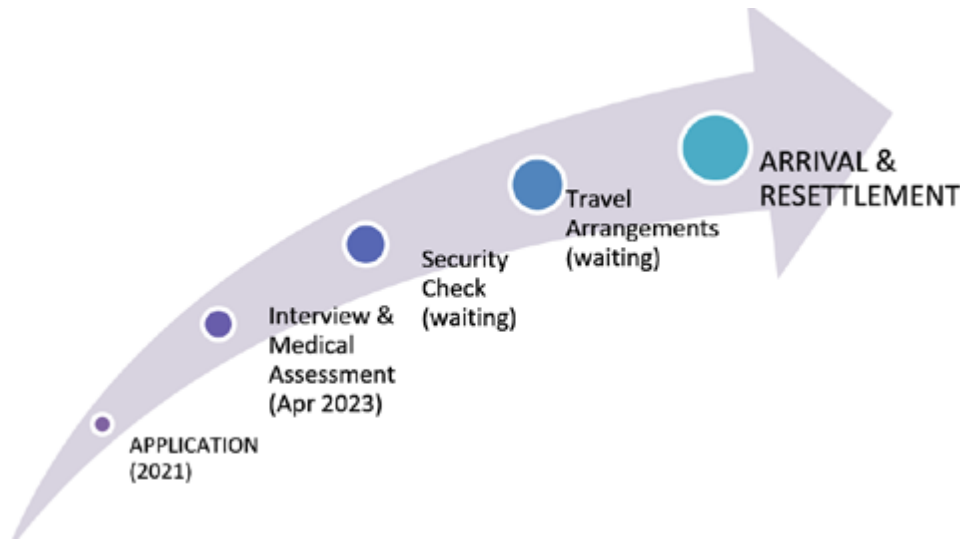 APPLICATION
(2021)
Interview &
Medical
Assessment
(Apr 2023)
Security
Check
(waiting)
Travel
Arrangements
(waiting)
ARRIVAL &
RESETTLEMENT